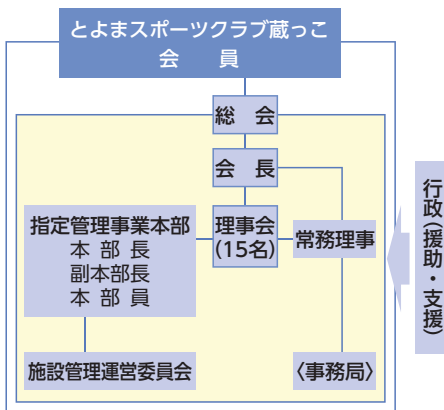 とよまスポーツクラブ蔵っこ
会　員
総　会
会　長
指定管理事業本部
本　部　長
副本部長
本　部　員
理事会
(15名)
常務理事
施設管理運営委員会
〈事務局〉
行政(援助・支援)